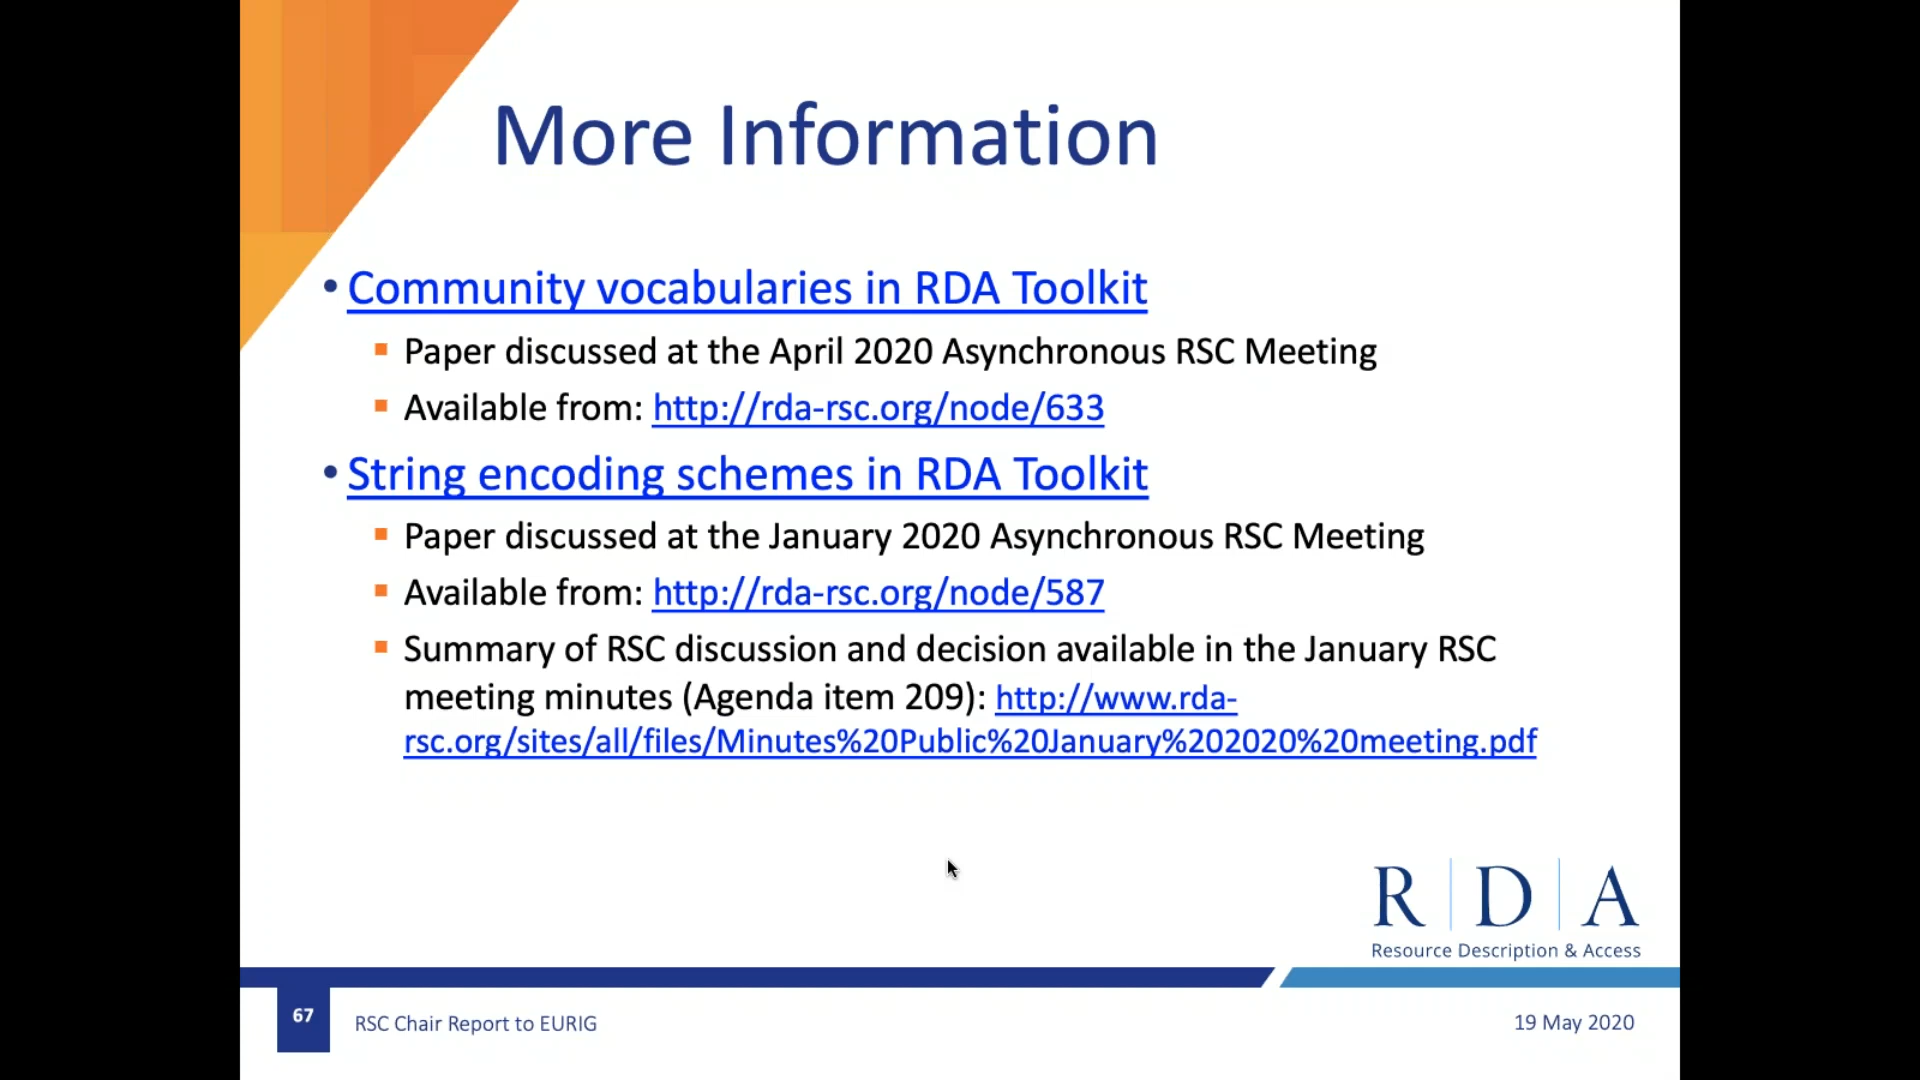 More Information
• Community vocabularies in RDA Toolkit
▪ Paper discussed at the April 2020 Asynchronous RSC Meeting
▪ Available from: http://rda-rsc.org/node/633
• String encoding schemes in RDA Toolkit
▪ Paper discussed at the January 2020 Asynchronous RSC Meeting
▪ Available from: http://rda-rsc.org/node/587
▪ Summary of RSC discussion and decision available in the January RSC
meeting minutes (Agenda item 209): http://www.rda-
rsc.org/sites/all/files/Minutes%20Public%20January%202020%20meeting.pdf
R D A
Resource Description & Access
67
RSC Chair Report to EURIG
19 May 2020